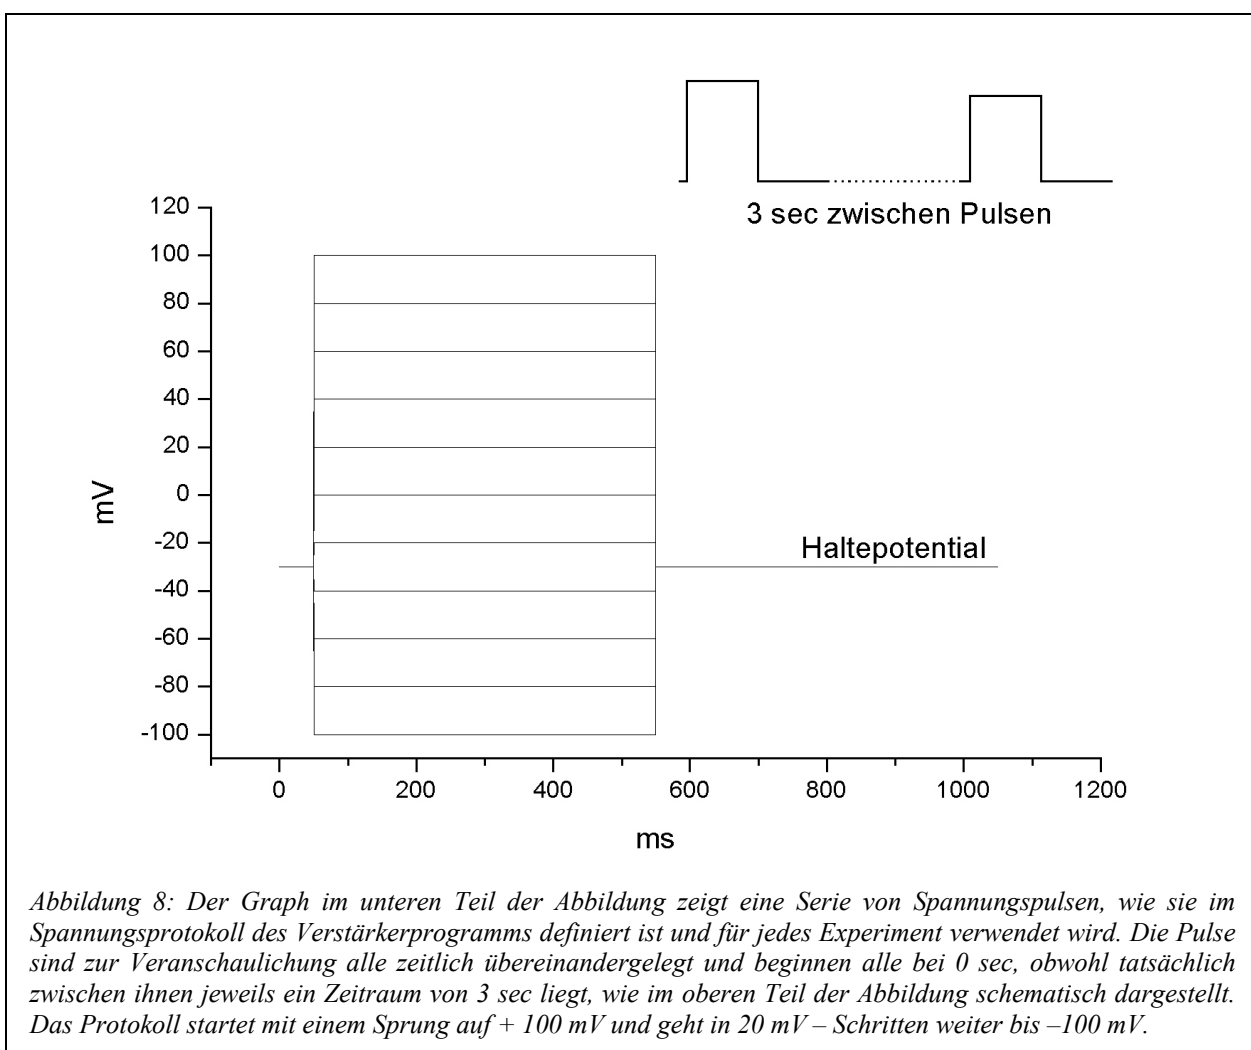 3 sec zwischen Pulsen
120
100
80
60
40
20
0
-20
-40
-60
-80
-100
mV
Haltepotential
0
200
400
600
800
1000
1200
ms
Abbildung 8: Der Graph im unteren Teil der Abbildung zeigt eine Serie von Spannungspulsen, wie sie im
Spannungsprotokoll des Verstärkerprogramms definiert ist und für jedes Experiment verwendet wird. Die Pulse
sind zur Veranschaulichung alle zeitlich übereinandergelegt und beginnen alle bei 0 sec, obwohl tatsächlich
zwischen ihnen jeweils ein Zeitraum von 3 sec liegt, wie im oberen Teil der Abbildung schematisch dargestellt.
Das Protokoll startet mit einem Sprung auf + 100 mV und geht in 20 mV – Schritten weiter bis –100 mV.